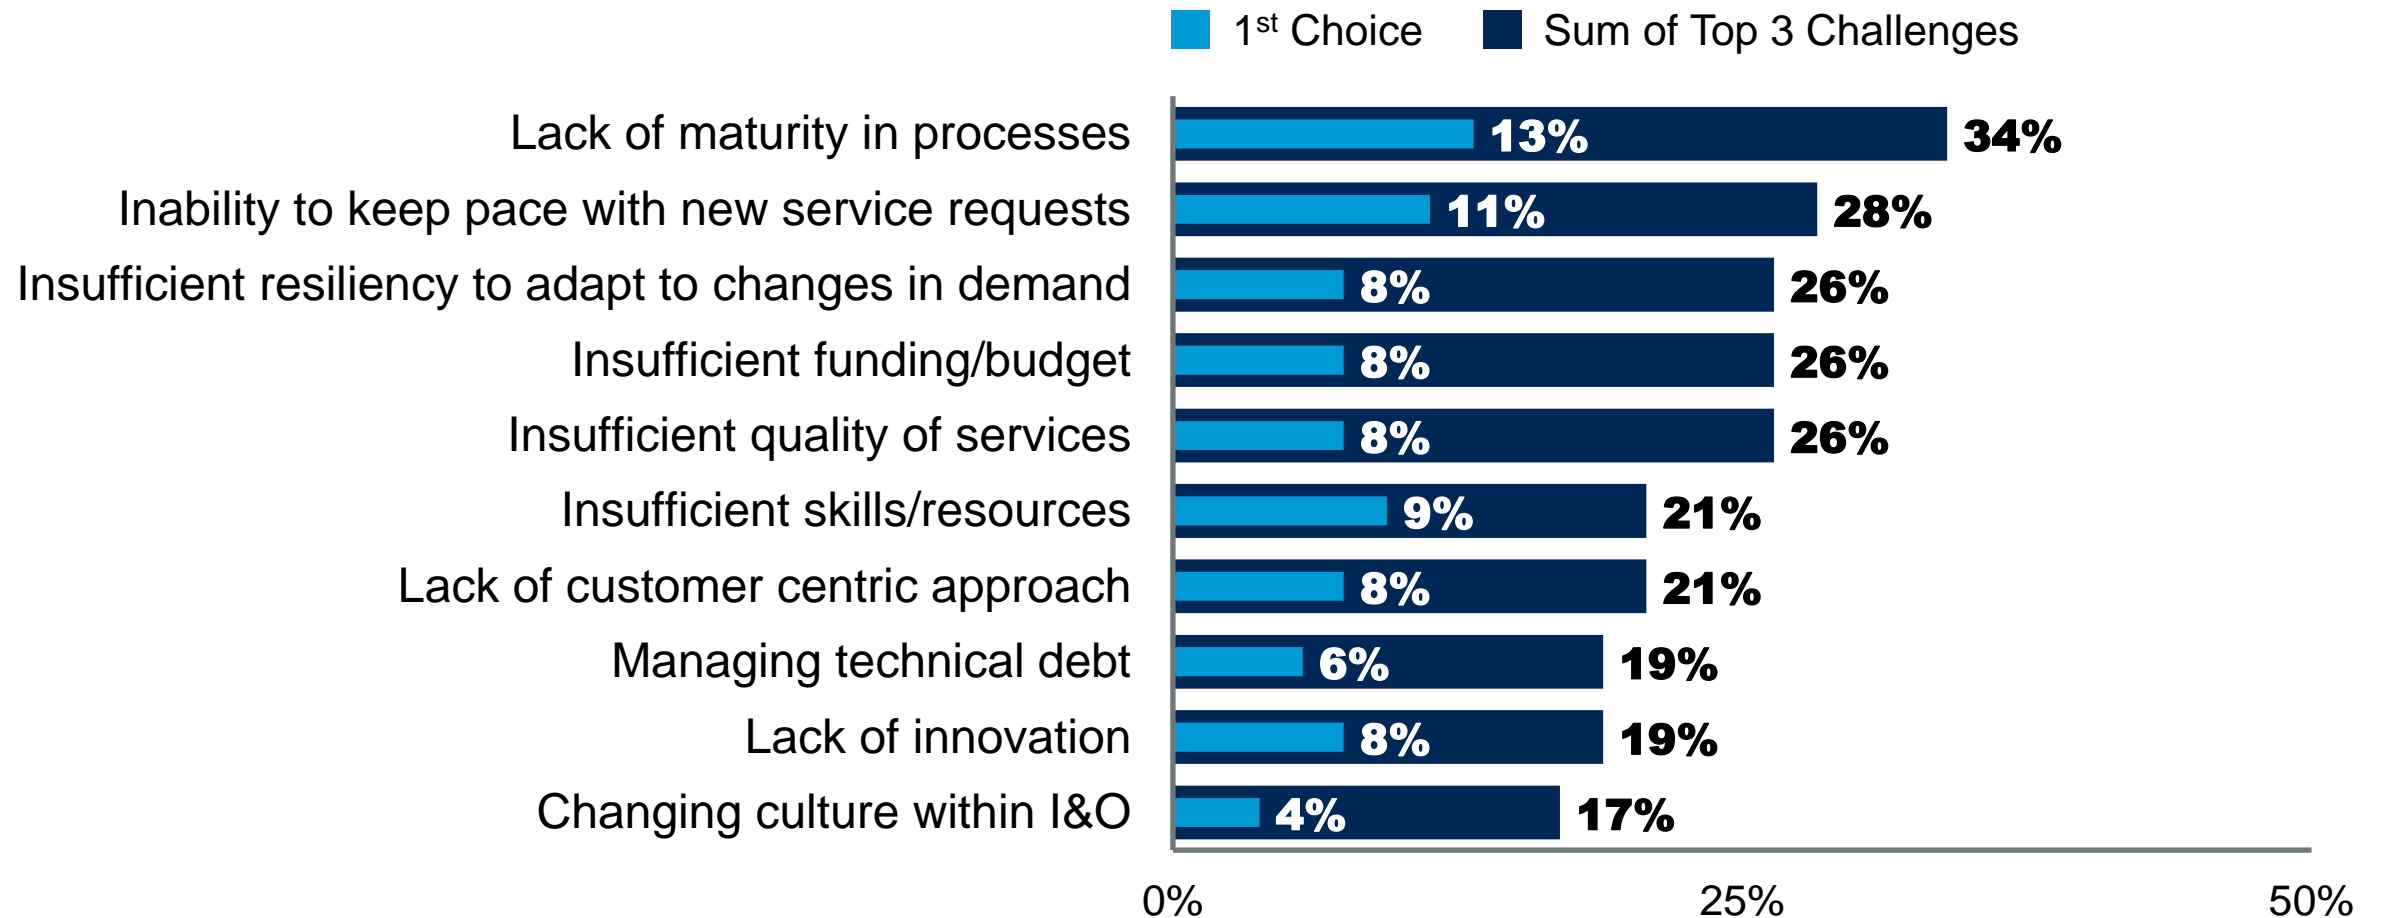 1st Choice Sum of Top 3 Challenges
Lack of maturity in processes 13% 34%
Inability to keep pace with new service requests 11% 28%
Insufficient resiliency to adapt to changes in demand 8% 26%
Insufficient funding/budget 8% 26%
Insufficient quality of services 8% 26%
Insufficient skills/resources 9% 21%
Lack of customer centric approach 8% 21%
Managing technical debt 6% 19%
Lack of innovation 8% 19%
Changing culture within I&O 4% 17%
0% 25% 50%